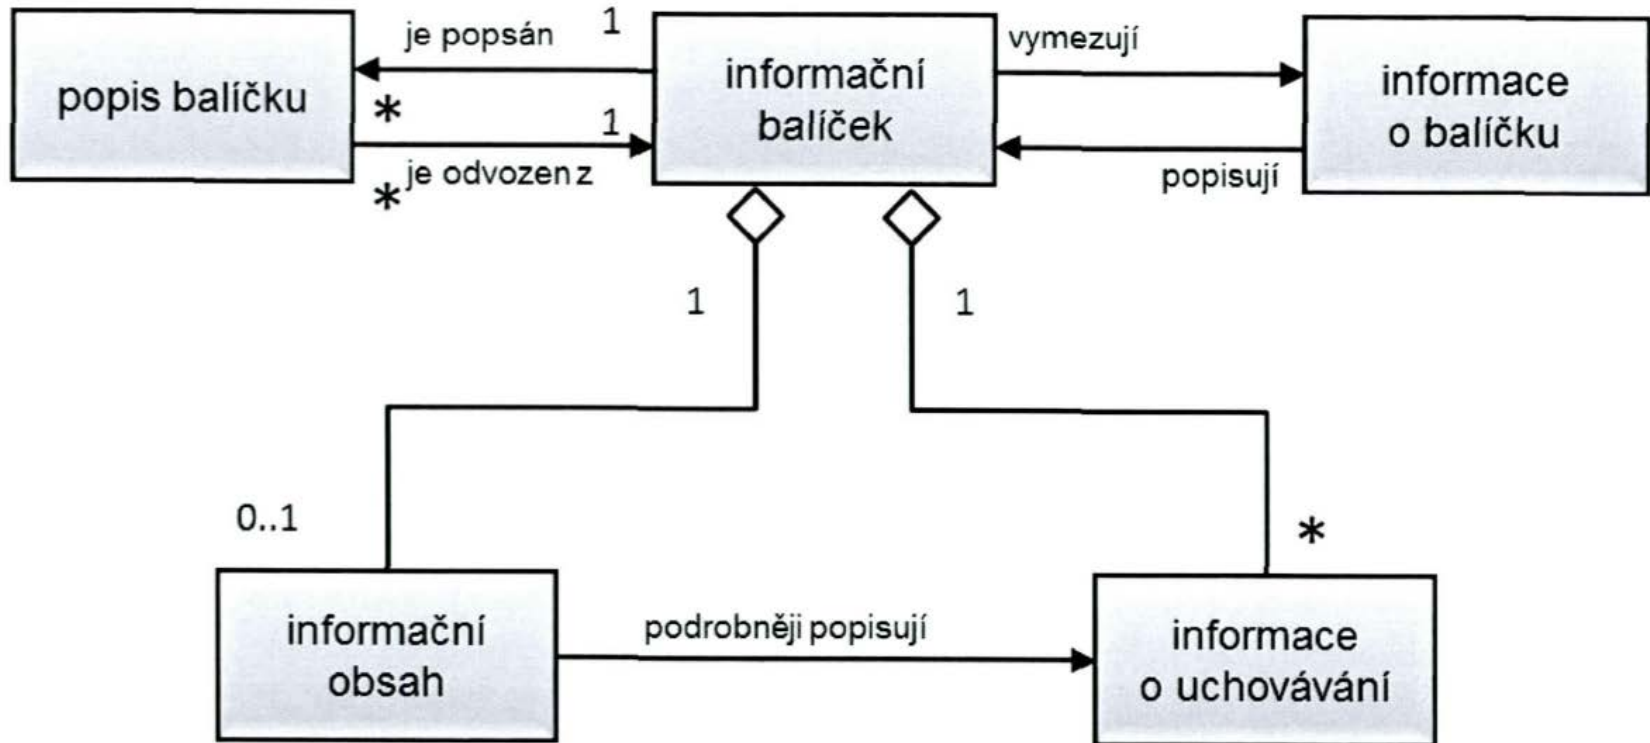 je popsán
1
vymezují
popis balíčku
*
informační
balíček
informace
o balíčku
1
je odvozen z
*
popisují
1
1
0..1
*
informační
obsah
podrobněji popisují
informace
o uchovávání